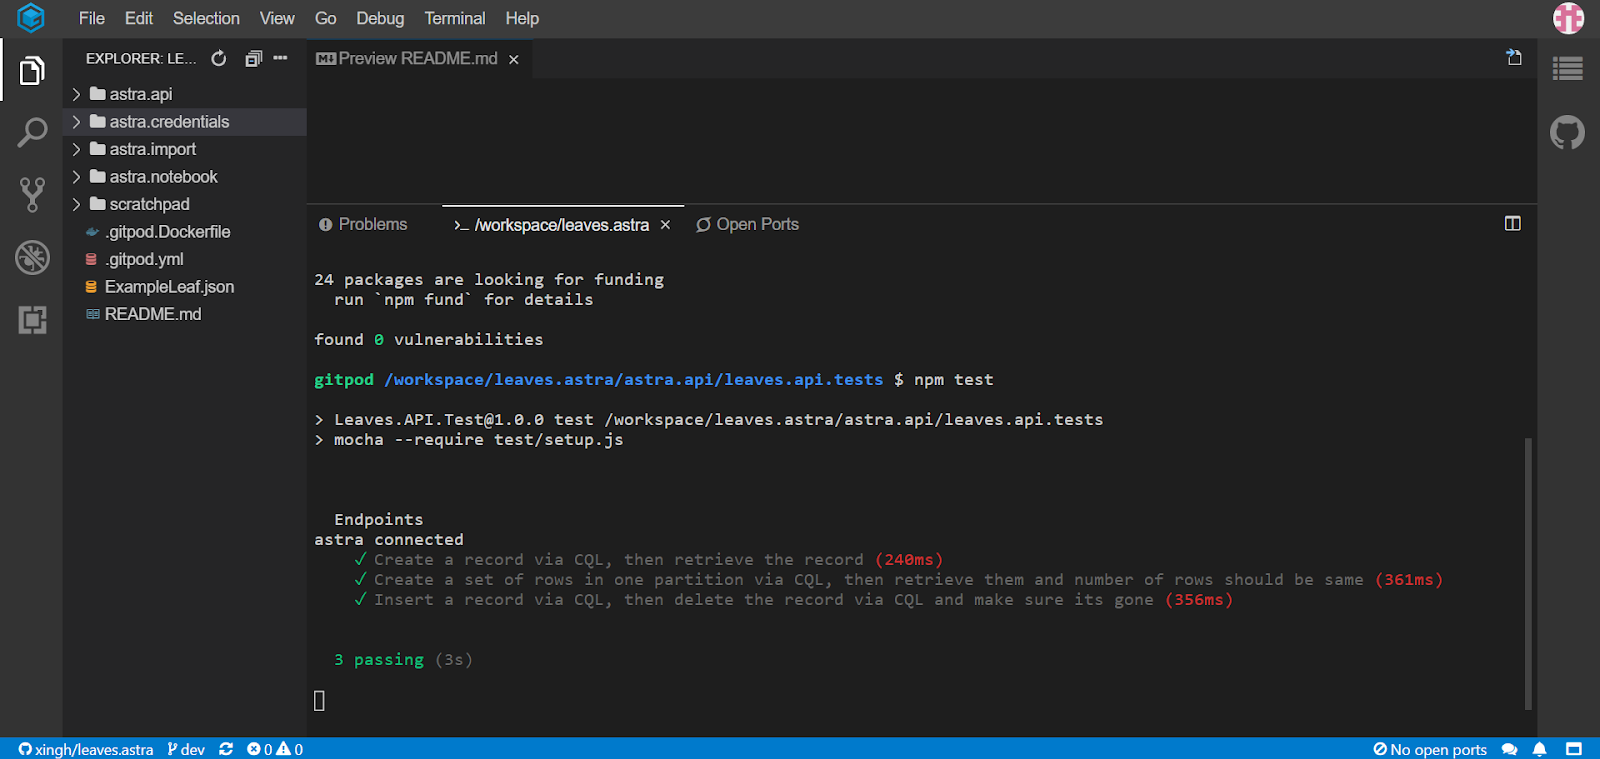 File Edit Selection View Go Debug Terminal Help
EXPLORER: LE...
astra.api
astra.credentials
astra.import
astra.notebook
scratchpad
.gitpod.Dockerfile
.gitpod.yml
ExampleLeaf.json
README.md
Preview README.md
Problems >_ /workspace/leaves.astra Open Ports
24 packages are looking for funding
run `npm fund` for details
found 0 vulnerabilities
gitpod /workspace/leaves.astra/astra.api/leaves.api.tests $ npm test
> Leaves.API.Test@1.0.0 test /workspace/leaves.astra/astra.api/leaves.api.tests
> mocha --require test/setup.js
Endpoints
astra connected
✓ Create a record via CQL, then retrieve the record (240ms)
✓ Create a set of rows in one partition via CQL, then retrieve them and number of rows should be same (361ms)
✓ Insert a record via CQL, then delete the record via CQL and make sure its gone (356ms)
3 passing (3s)
xingh/leaves.astra dev 0 0 No open ports